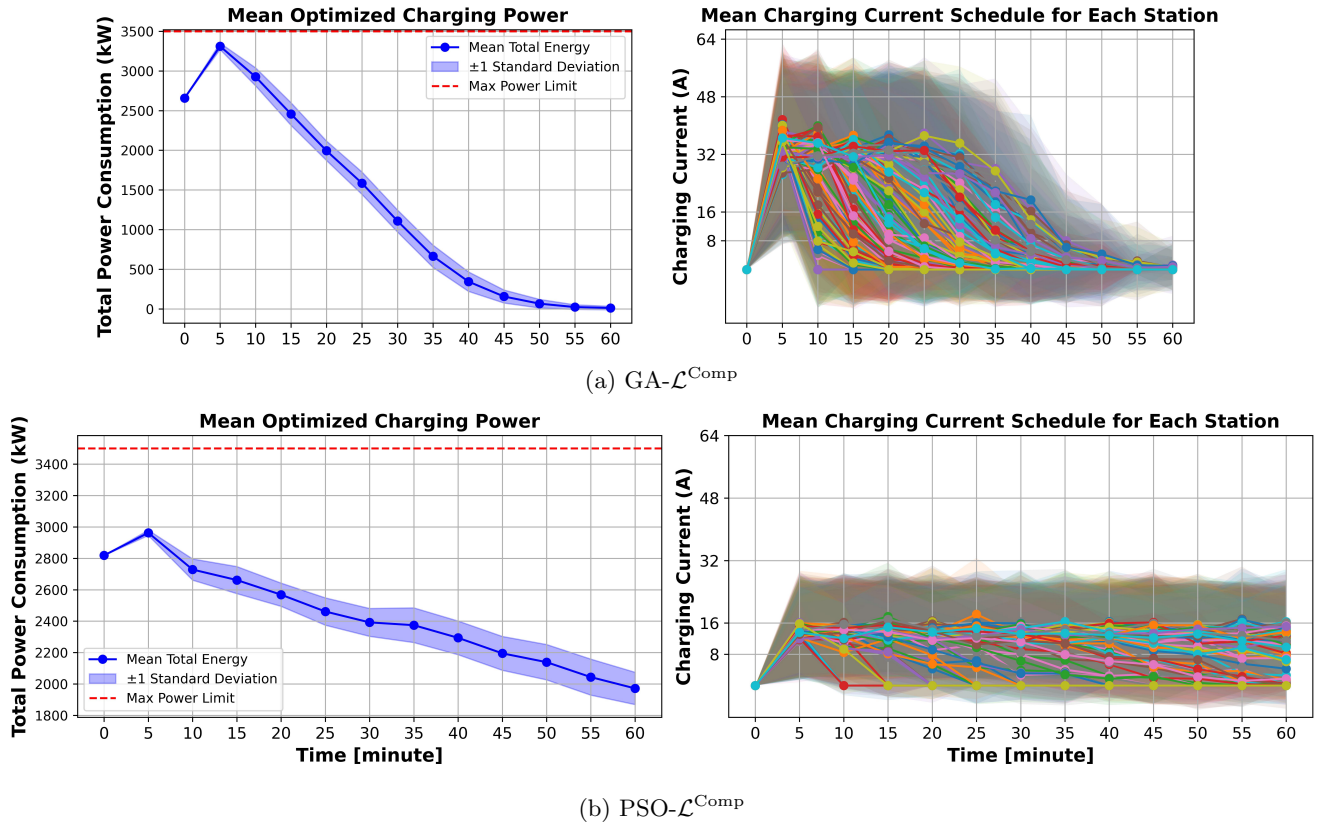 Mean Optimized Charging Power
Total Power Consumption (kW)
3500
3000
2500
2000
1500
1000
500
0
Mean Total Energy
±1 Standard Deviation
Max Power Limit
0 5 10 15 20 25 30 35 40 45 50 55 60
Mean Charging Current Schedule for Each Station
Charging Current (A)
64
48
32
16
8
0 5 10 15 20 25 30 35 40 45 50 55 60
(a) GA-ℒ^Comp
Mean Optimized Charging Power
Total Power Consumption (kW)
3400
3200
3000
2800
2600
2400
2200
2000
1800
Mean Total Energy
±1 Standard Deviation
Max Power Limit
0 5 10 15 20 25 30 35 40 45 50 55 60
Time [minute]
Mean Charging Current Schedule for Each Station
Charging Current (A)
64
48
32
16
8
0 5 10 15 20 25 30 35 40 45 50 55 60
Time [minute]
(b) PSO-ℒ^Comp